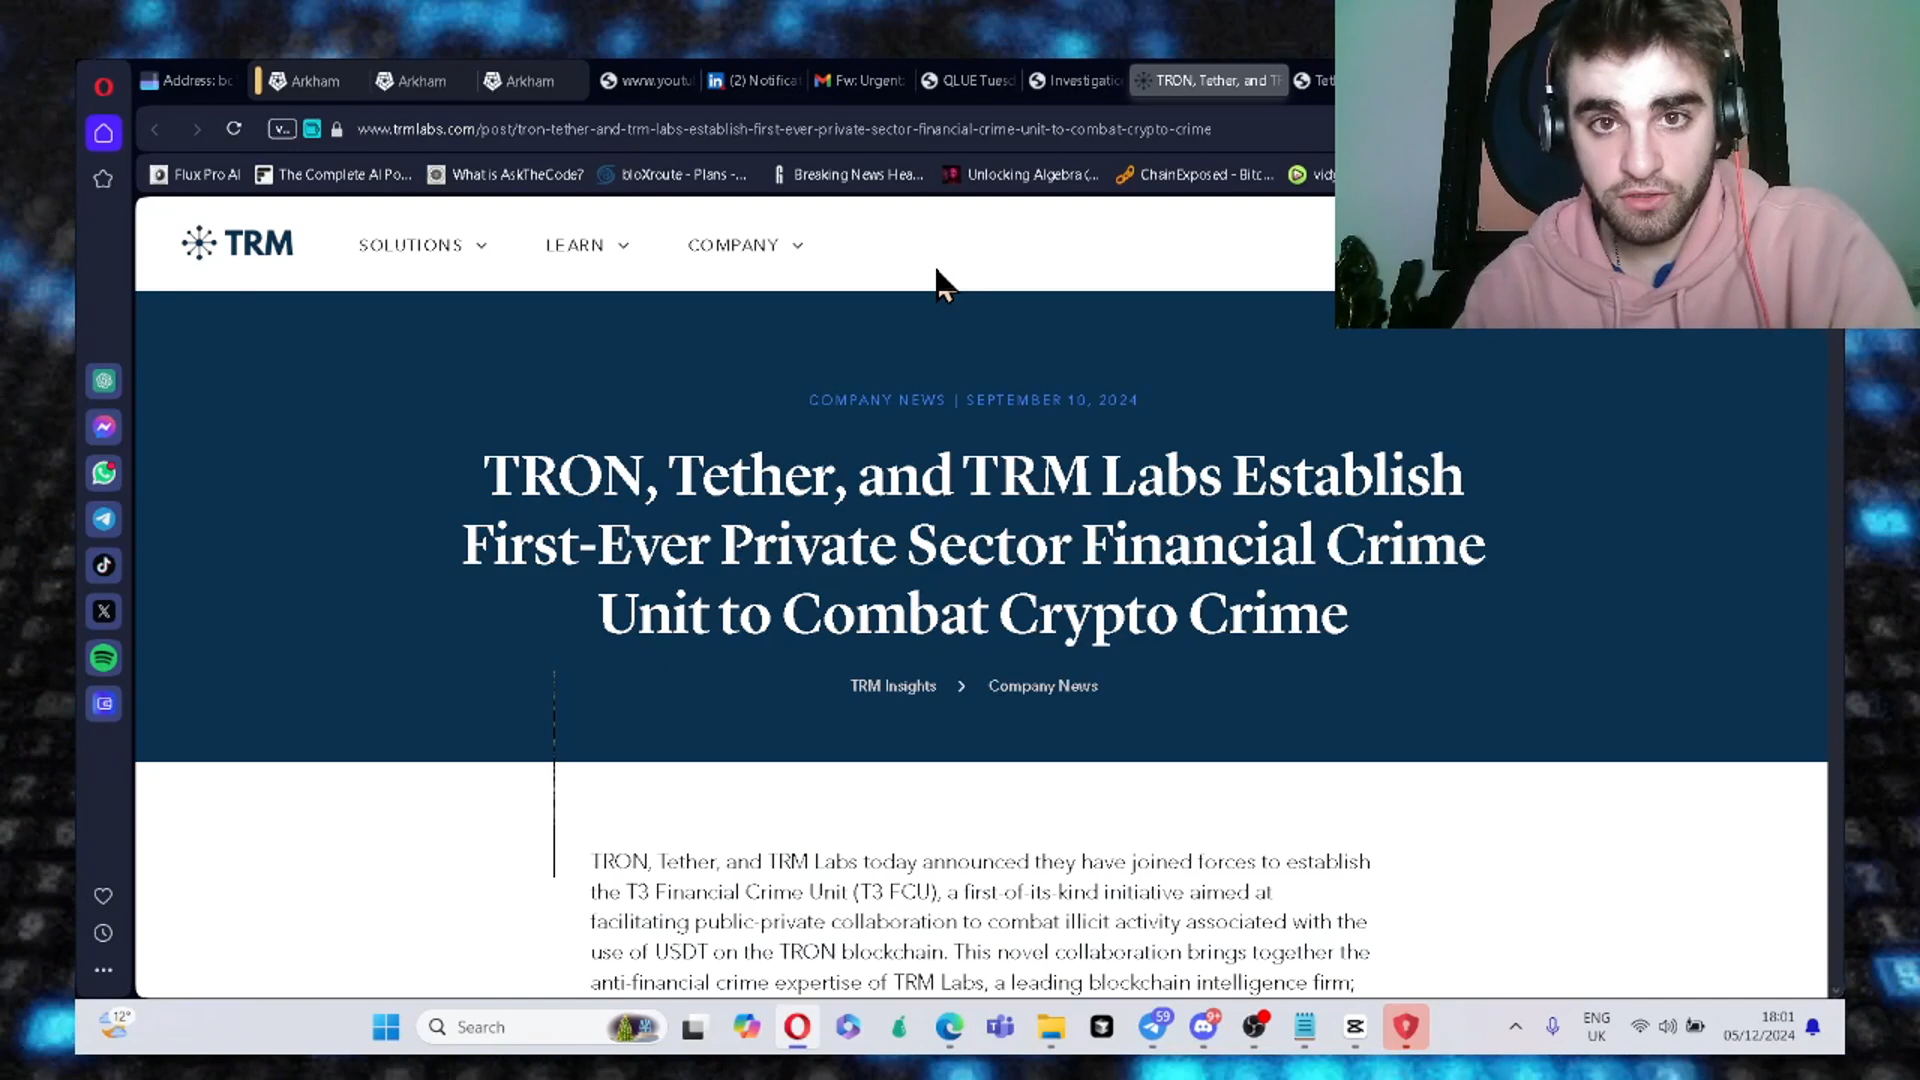 Address: bc
Arkham
Arkham
Arkham
www.youtu
(2) Notificat
Fw: Urgent:
QLUE Tuesd
Investigatio
TRON, Tether, and TF
Tet
V...
www.trmlabs.com/post/tron-tether-and-trm-labs-establish-first-ever-private-sector-financial-crime-unit-to-combat-crypto-crime
Flux Pro AI
The Complete AI Po...
What is AskTheCode?
bloXroute - Plans -...
Breaking News Hea...
Unlocking Algebra (...
ChainExposed - Bitc...
vid
TRM
SOLUTIONS
LEARN
COMPANY
COMPANY NEWS | SEPTEMBER 10, 2024
TRON, Tether, and TRM Labs Establish
First-Ever Private Sector Financial Crime
Unit to Combat Crypto Crime
TRM Insights > Company News
TRON, Tether, and TRM Labs today announced they have joined forces to establish
the T3 Financial Crime Unit (T3 FCU), a first-of-its-kind initiative aimed at
facilitating public-private collaboration to combat illicit activity associated with the
use of USDT on the TRON blockchain. This novel collaboration brings together the
anti-financial crime expertise of TRM Labs, a leading blockchain intelligence firm;
12°
Search
59
9+
ENG
UK
18:01
05/12/2024